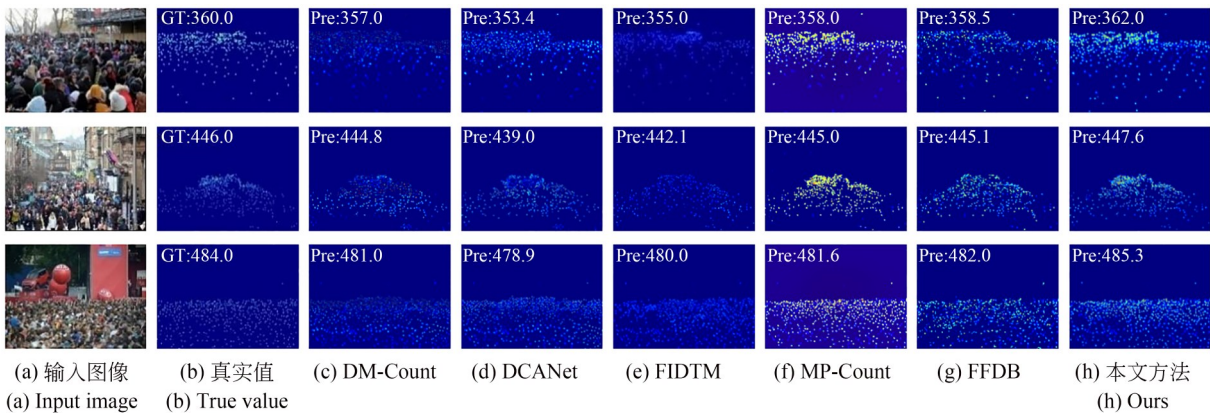 GT:360.0 Pre:357.0 Pre:353.4 Pre:355.0 Pre:358.0 Pre:358.5 Pre:362.0
GT:446.0 Pre:444.8 Pre:439.0 Pre:442.1 Pre:445.0 Pre:445.1 Pre:447.6
GT:484.0 Pre:481.0 Pre:478.9 Pre:480.0 Pre:481.6 Pre:482.0 Pre:485.3
(a) 输入图像 (b) 真实值 (c) DM-Count (d) DCANet (e) FIDTM (f) MP-Count (g) FFDB (h) 本文方法
(a) Input image (b) True value (h) Ours